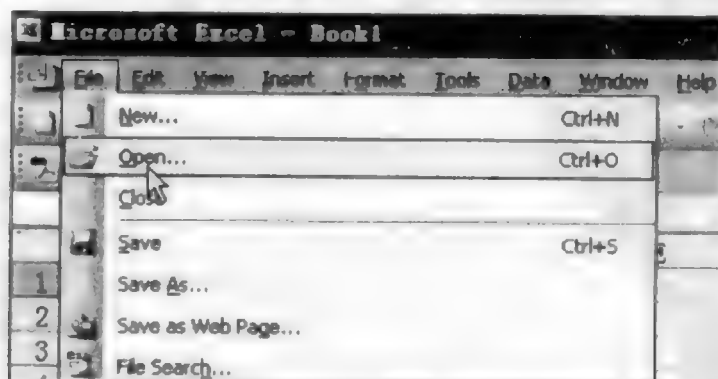 Microsoft Excel - Book1
File Edit View Insert Format Tools Data Window Help
New... Ctrl+N
Open... Ctrl+O
Close
Save Ctrl+S
1
Save As...
2
Save as Web Page...
3
File Search...